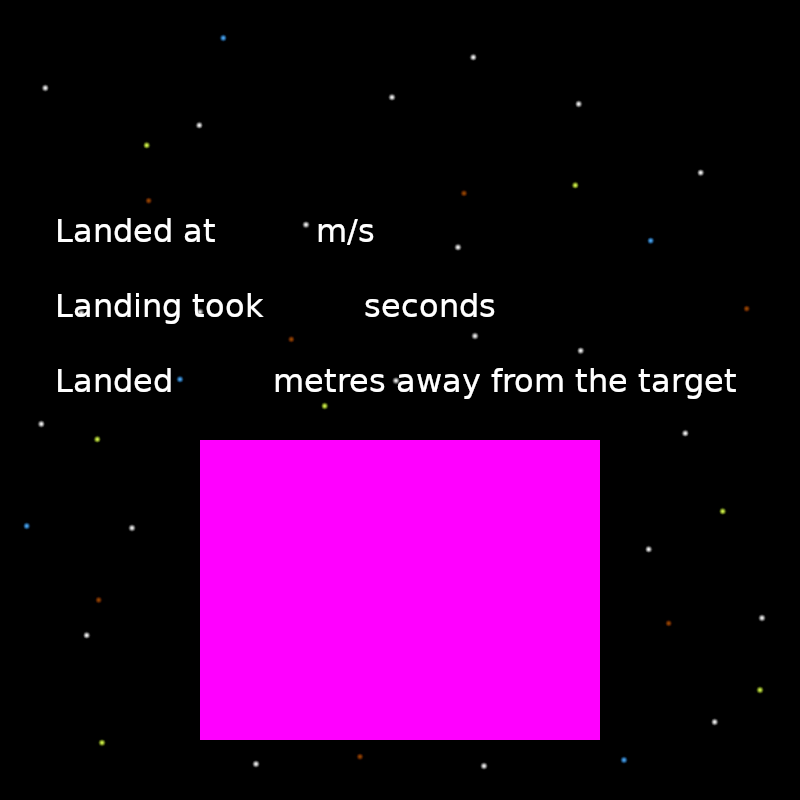 Landed at m/s
Landing took seconds
Landed metres away from the target